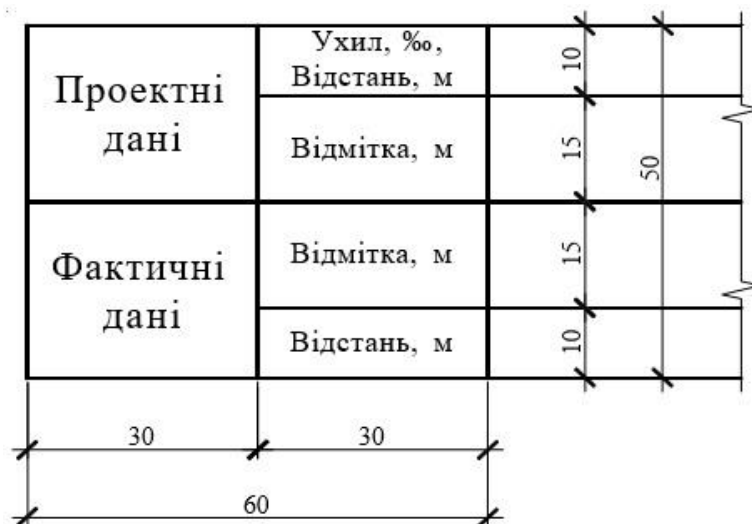 Проектні
дані
Ухил, ‰,
Відстань, м
Відмітка, м
Фактичні
дані
Відмітка, м
Відстань, м
10
15
15
10
50
30
30
60